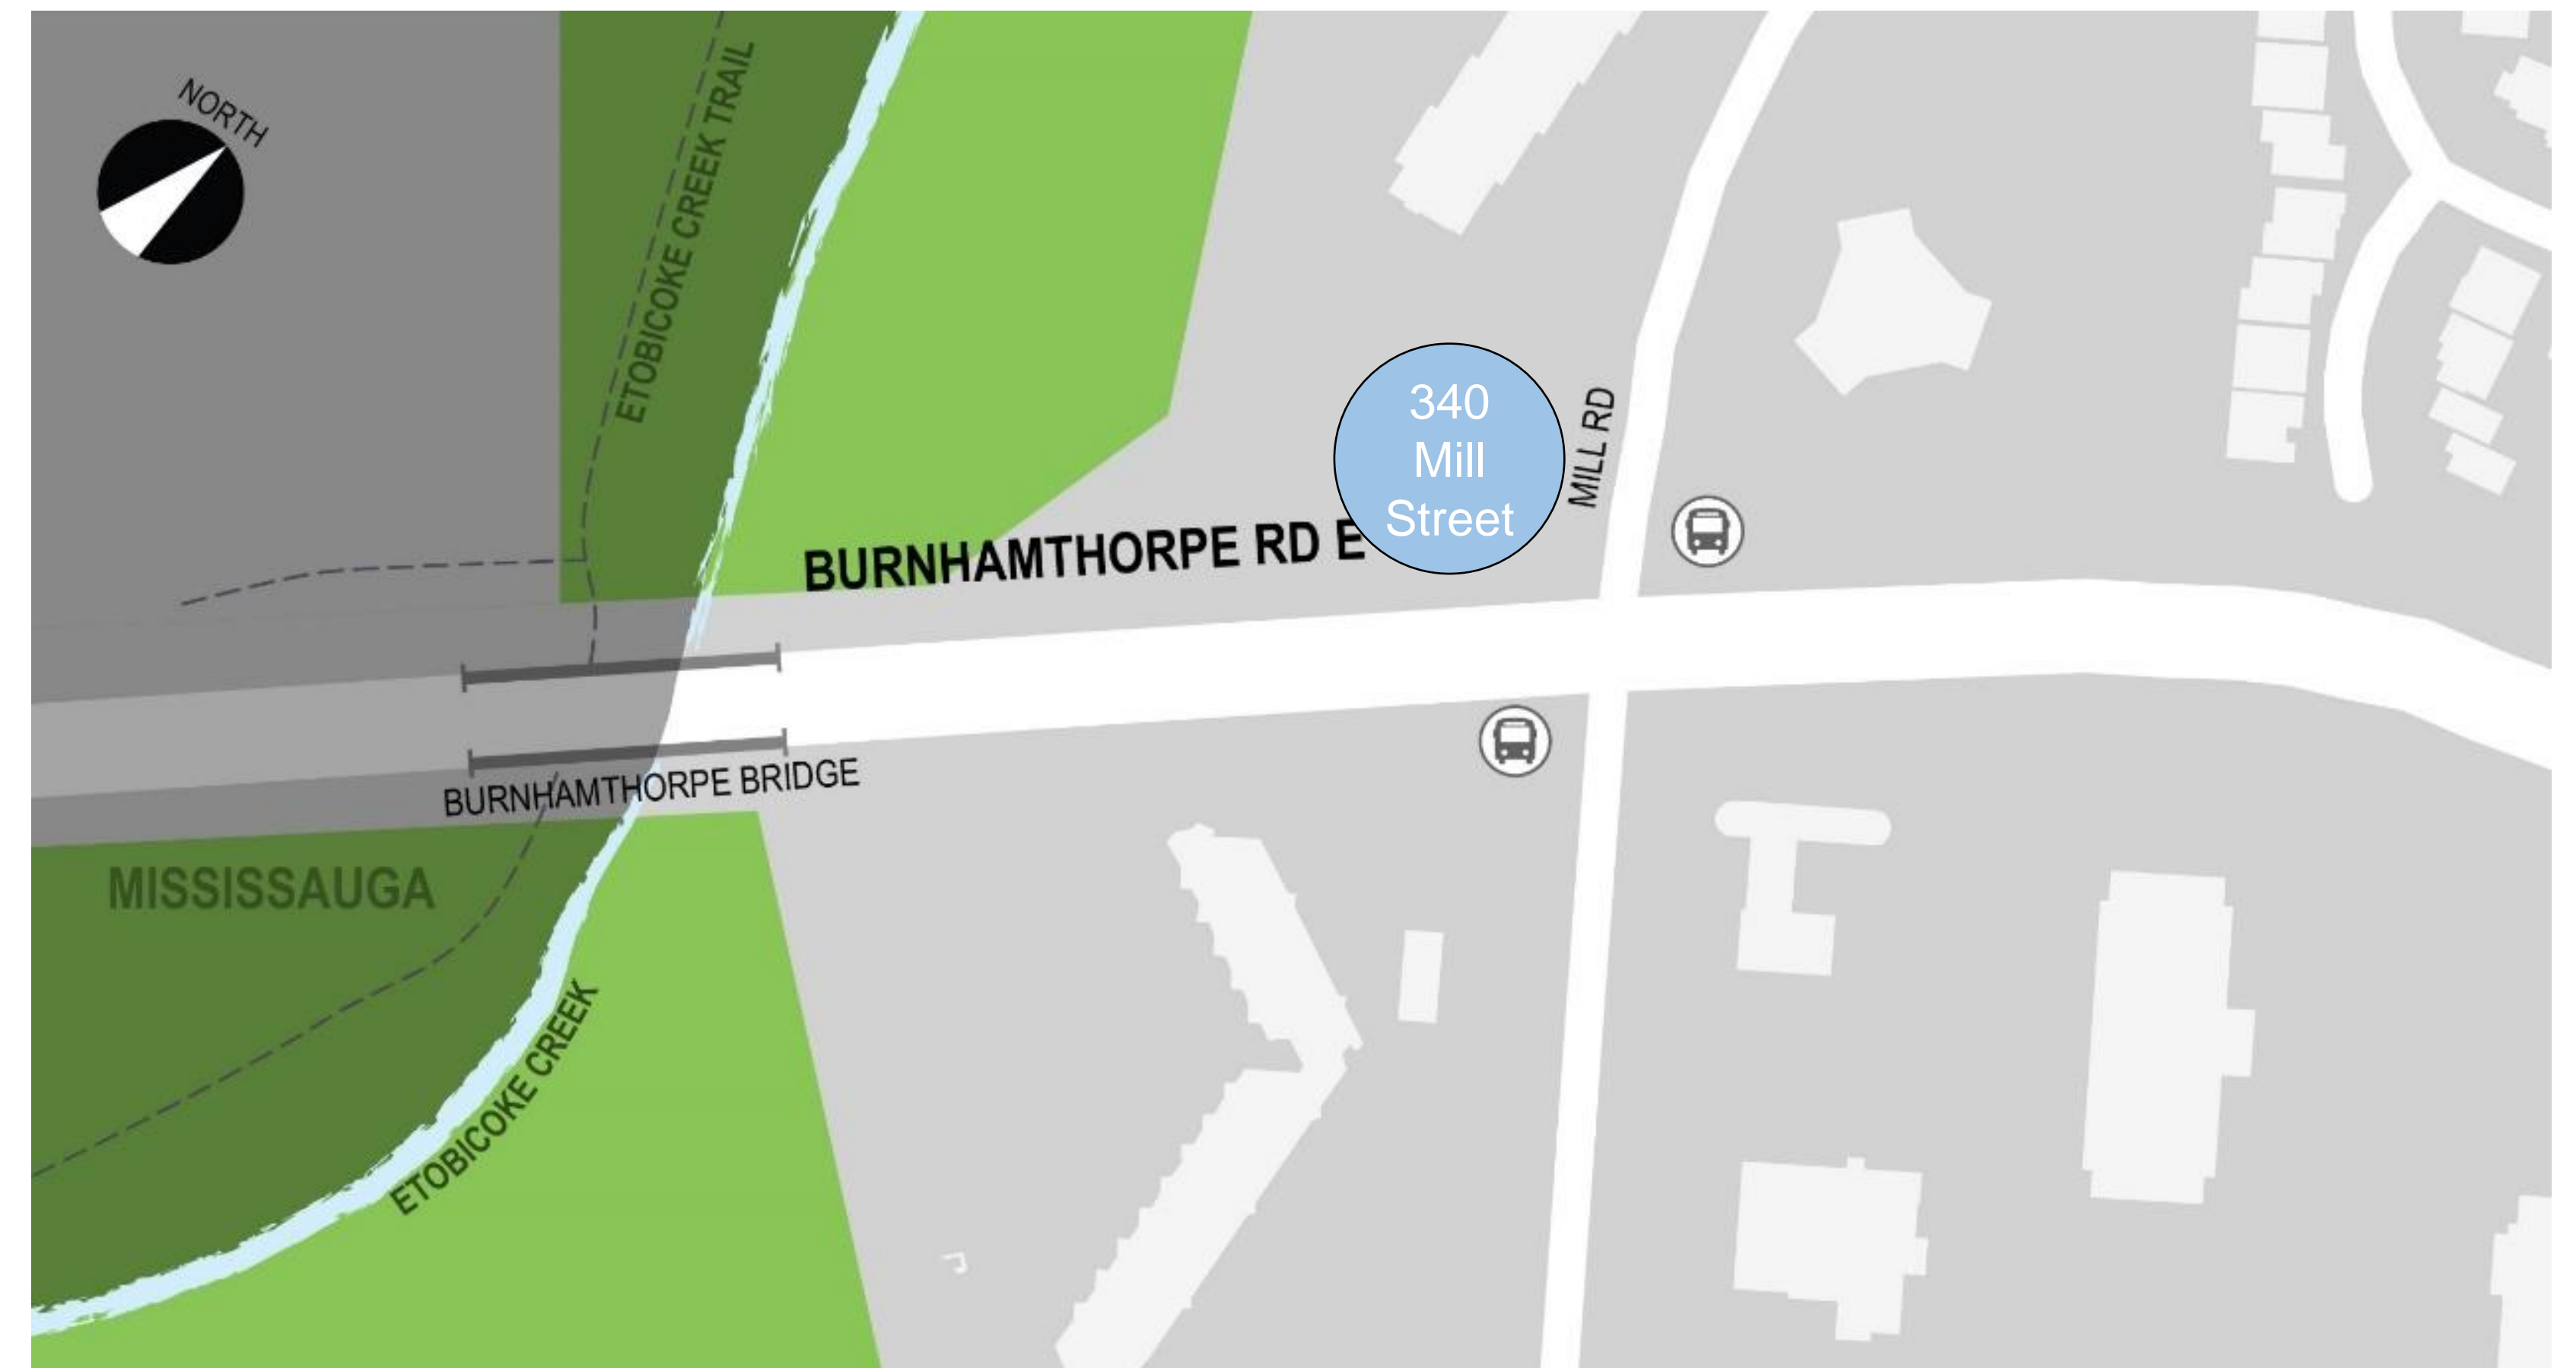 NORTH
ETOBICOKE CREEK TRAIL
340
Mill
Street
MILL RD
BURNHAMTHORPE RD E
BURNHAMTHORPE BRIDGE
MISSISSAUGA
ETOBICOKE CREEK